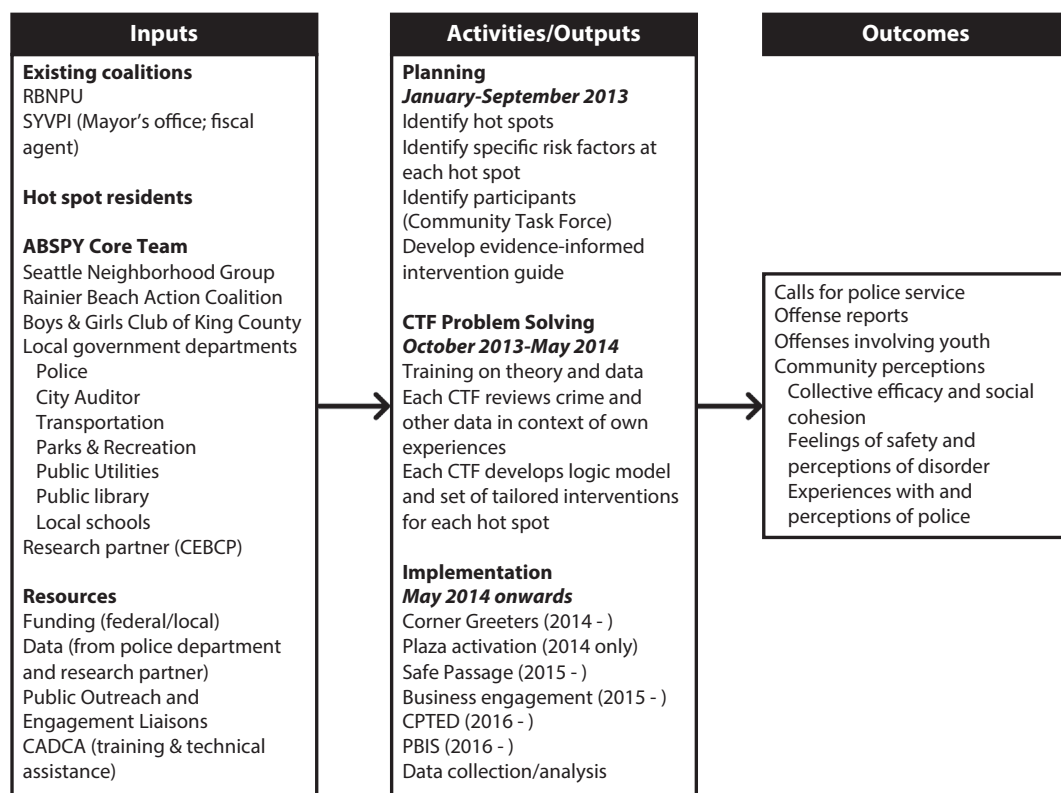 Inputs
Existing coalitions
RBNPU
SYVPI (Mayor's office; fiscal
agent)
Hot spot residents
ABSPY Core Team
Seattle Neighborhood Group
Rainier Beach Action Coalition
Boys & Girls Club of King County
Local government departments
Police
City Auditor
Transportation
Parks & Recreation
Public Utilities
Public library
Local schools
Research partner (CEBCP)
Resources
Funding (federal/local)
Data (from police department
and research partner)
Public Outreach and
Engagement Liaisons
CADCA (training & technical
assistance)
Activities/Outputs
Planning
January-September 2013
Identify hot spots
Identify specific risk factors at
each hot spot
Identify participants
(Community Task Force)
Develop evidence-informed
intervention guide
CTF Problem Solving
October 2013-May 2014
Training on theory and data
Each CTF reviews crime and
other data in context of own
experiences
Each CTF develops logic model
and set of tailored interventions
for each hot spot
Implementation
May 2014 onwards
Corner Greeters (2014 - )
Plaza activation (2014 only)
Safe Passage (2015 - )
Business engagement (2015 - )
CPTED (2016 - )
PBIS (2016 - )
Data collection/analysis
Outcomes
Calls for police service
Offense reports
Offenses involving youth
Community perceptions
Collective efficacy and social
cohesion
Feelings of safety and
perceptions of disorder
Experiences with and
perceptions of police